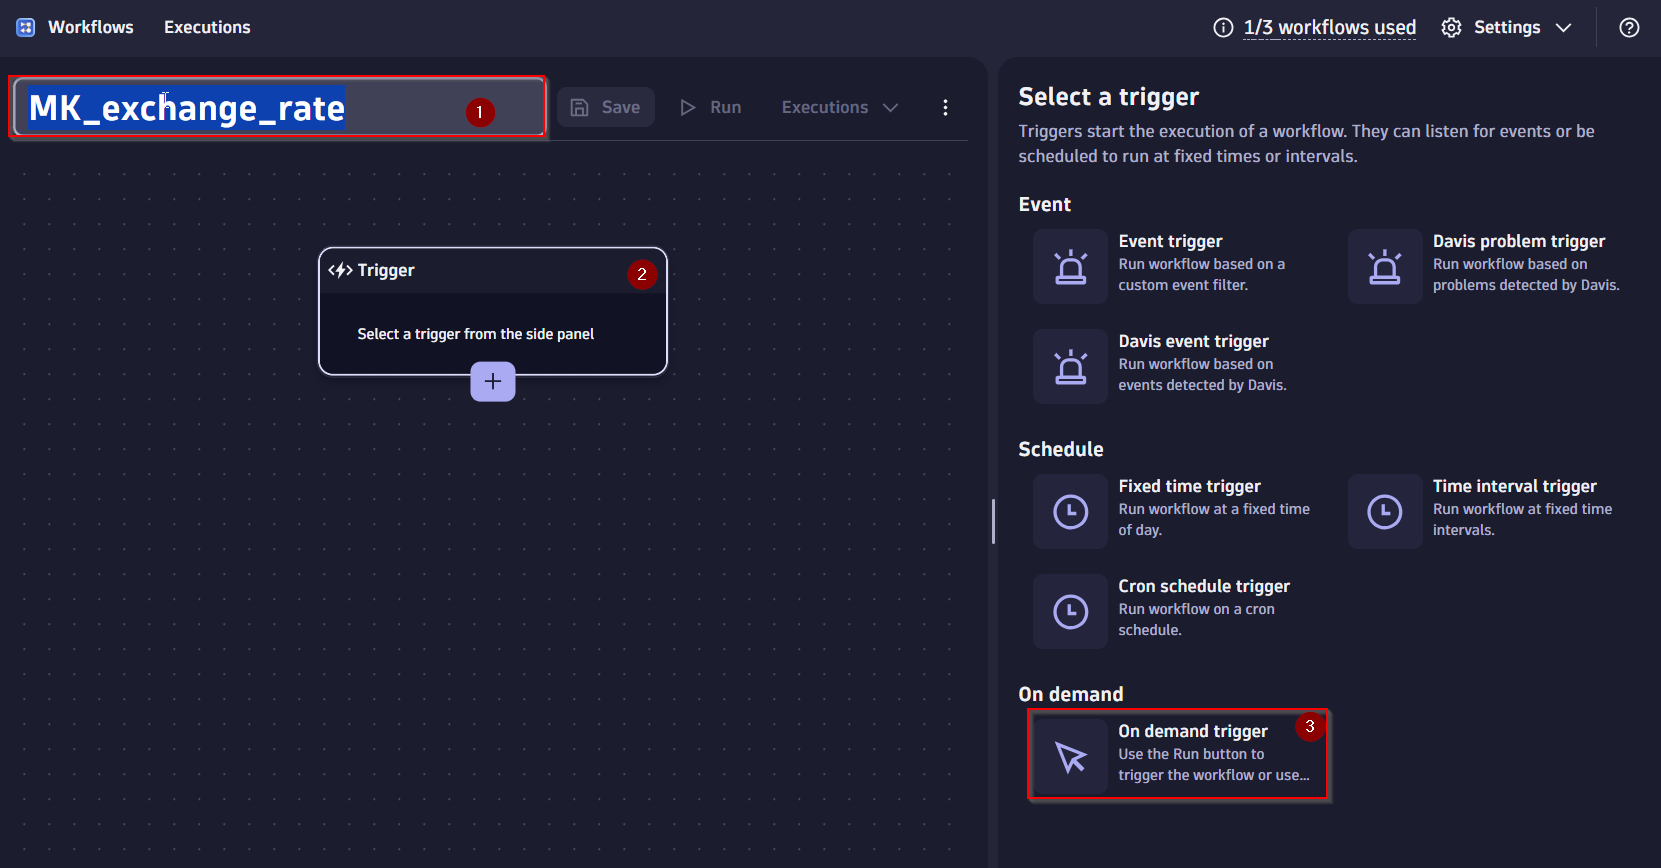 Workflows
Executions
1/3 workflows used
Settings
MK_exchange_rate
1
Save
Run
Executions
Trigger
2
Select a trigger from the side panel
Select a trigger
Triggers start the execution of a workflow. They can listen for events or be
scheduled to run at fixed times or intervals.
Event
Event trigger
Run workflow based on a
custom event filter.
Davis problem trigger
Run workflow based on
problems detected by Davis.
Davis event trigger
Run workflow based on
events detected by Davis.
Schedule
Fixed time trigger
Run workflow at a fixed time
of day.
Time interval trigger
Run workflow at fixed time
intervals.
Cron schedule trigger
Run workflow on a cron
schedule.
On demand
On demand trigger
3
Use the Run button to
trigger the workflow or use...